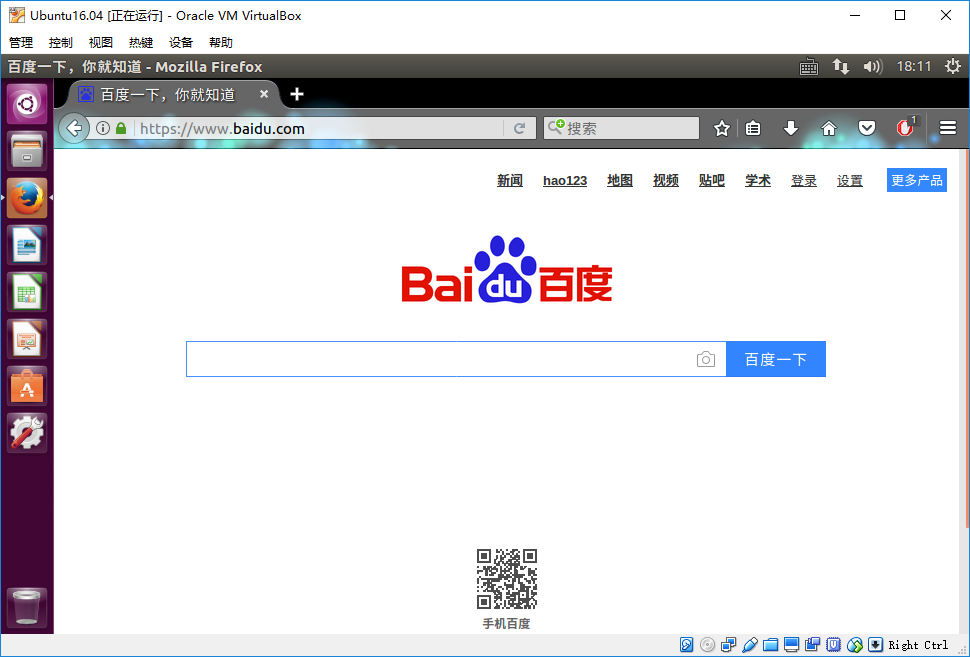 Ubuntu16.04 [正在运行] - Oracle VM VirtualBox
管理 控制 视图 热键 设备 帮助
百度一下，你就知道 - Mozilla Firefox 18:11
百度一下，你就知道
https://www.baidu.com 搜索 1
新闻 hao123 地图 视频 贴吧 学术 登录 设置 更多产品
Bai du 百度
百度一下
手机百度
Right Ctrl